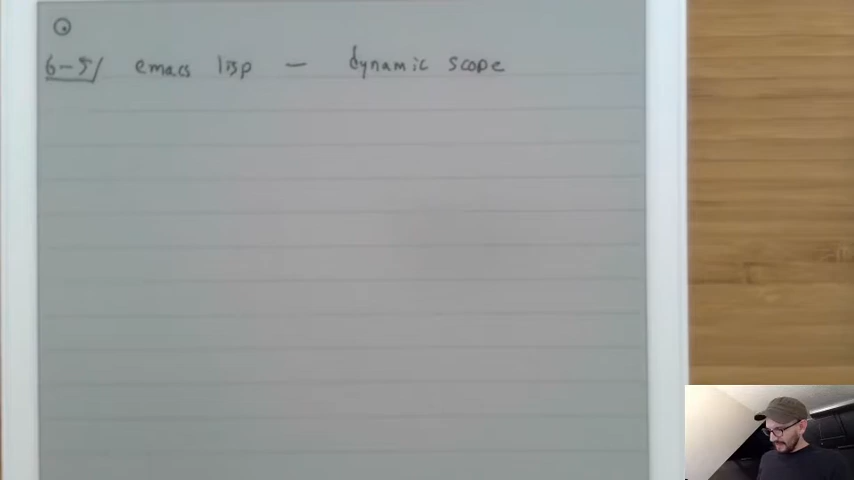 6-5/ emacs lisp — dynamic scope